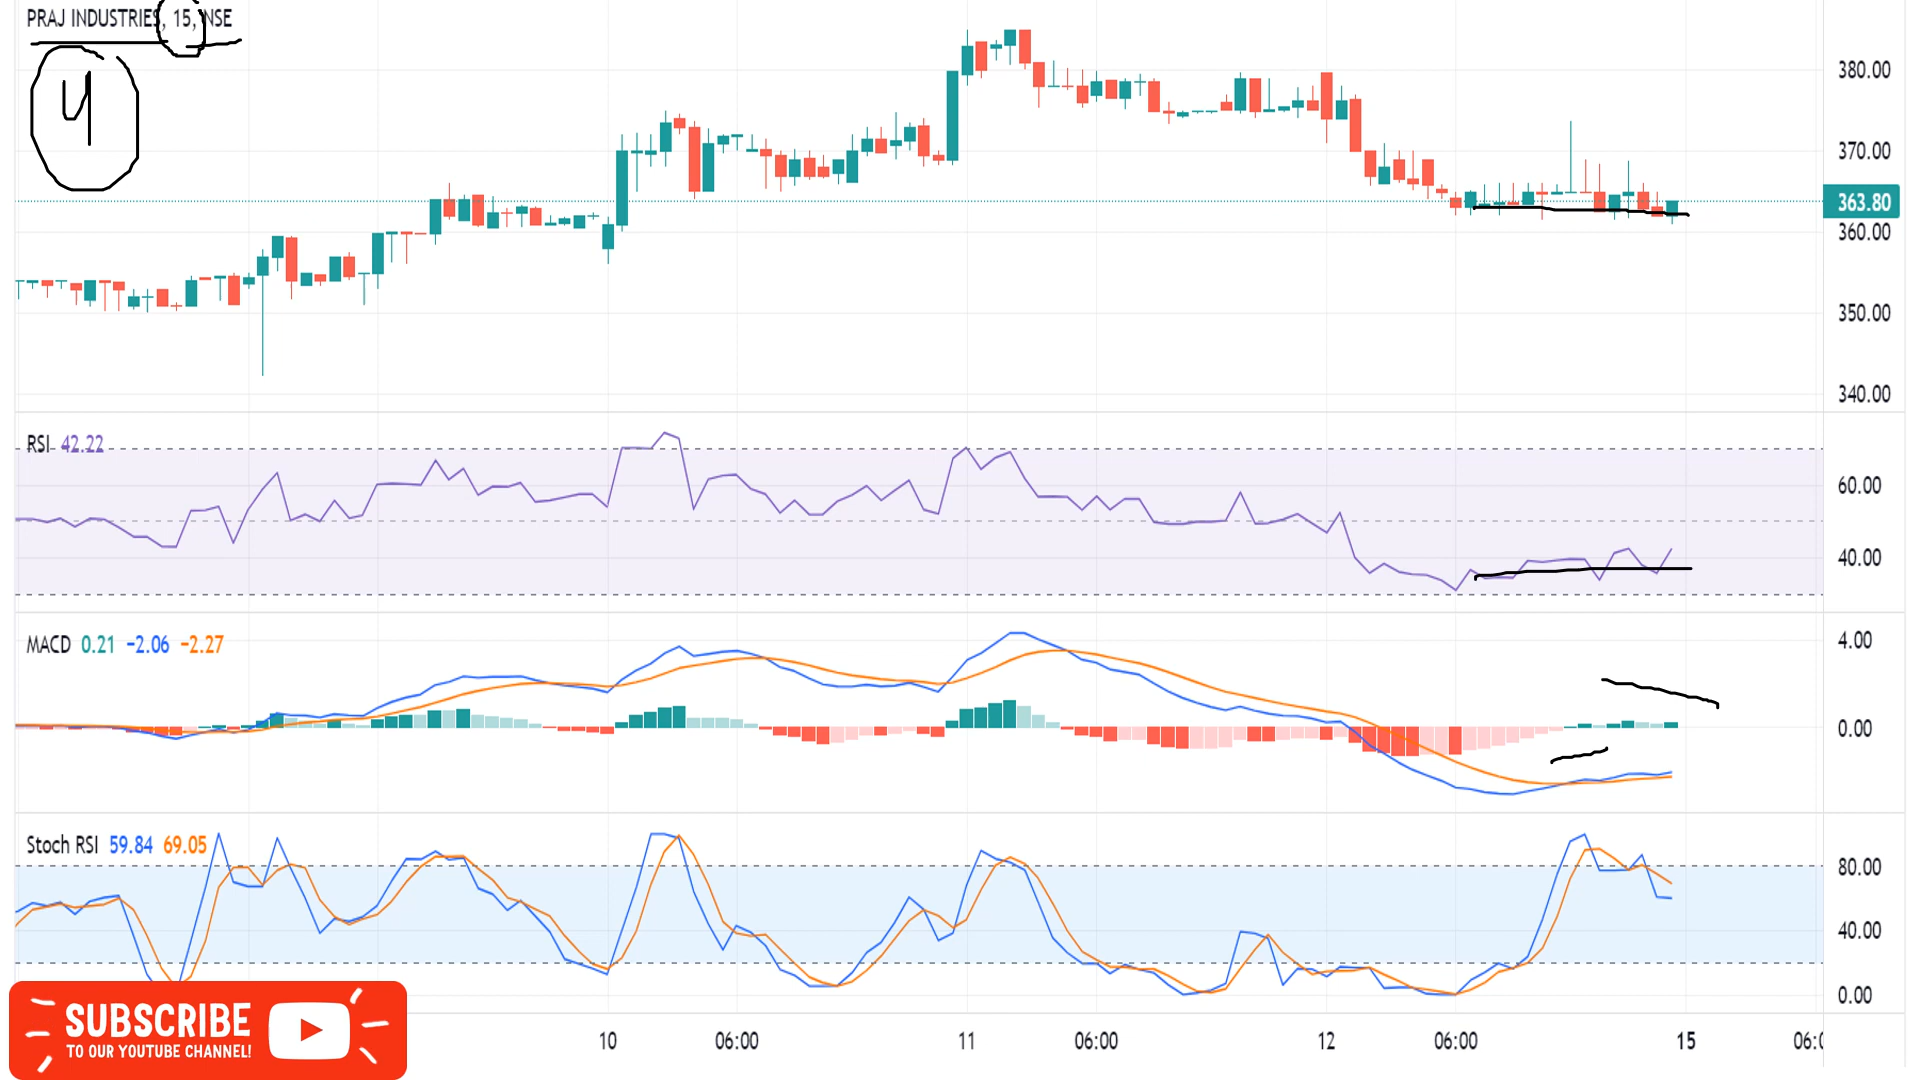 PRAJ INDUSTRIES, 15, NSE
4
380.00
370.00
363.80
360.00
350.00
340.00
RSI 42.22
60.00
40.00
MACD 0.21 −2.06 −2.27
4.00
0.00
Stoch RSI 59.84 69.05
80.00
40.00
0.00
SUBSCRIBE
TO OUR YOUTUBE CHANNEL!
10 06:00 11 06:00 12 06:00 15